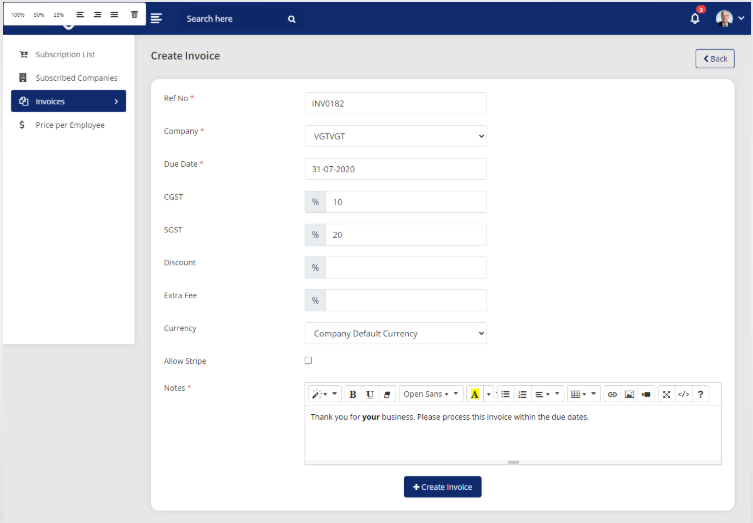 100% 50% 25%
Search here
3
Subscription List
Subscribed Companies
Invoices
$ Price per Employee
Create Invoice
Back
Ref No *
INV0182
Company *
VGTVGT
Due Date *
31-07-2020
CGST
% 10
SGST
% 20
Discount
%
Extra Fee
%
Currency
Company Default Currency
Allow Stripe
Notes *
B U Open Sans A </> ?
Thank you for your business. Please process this invoice within the due dates.
+ Create Invoice